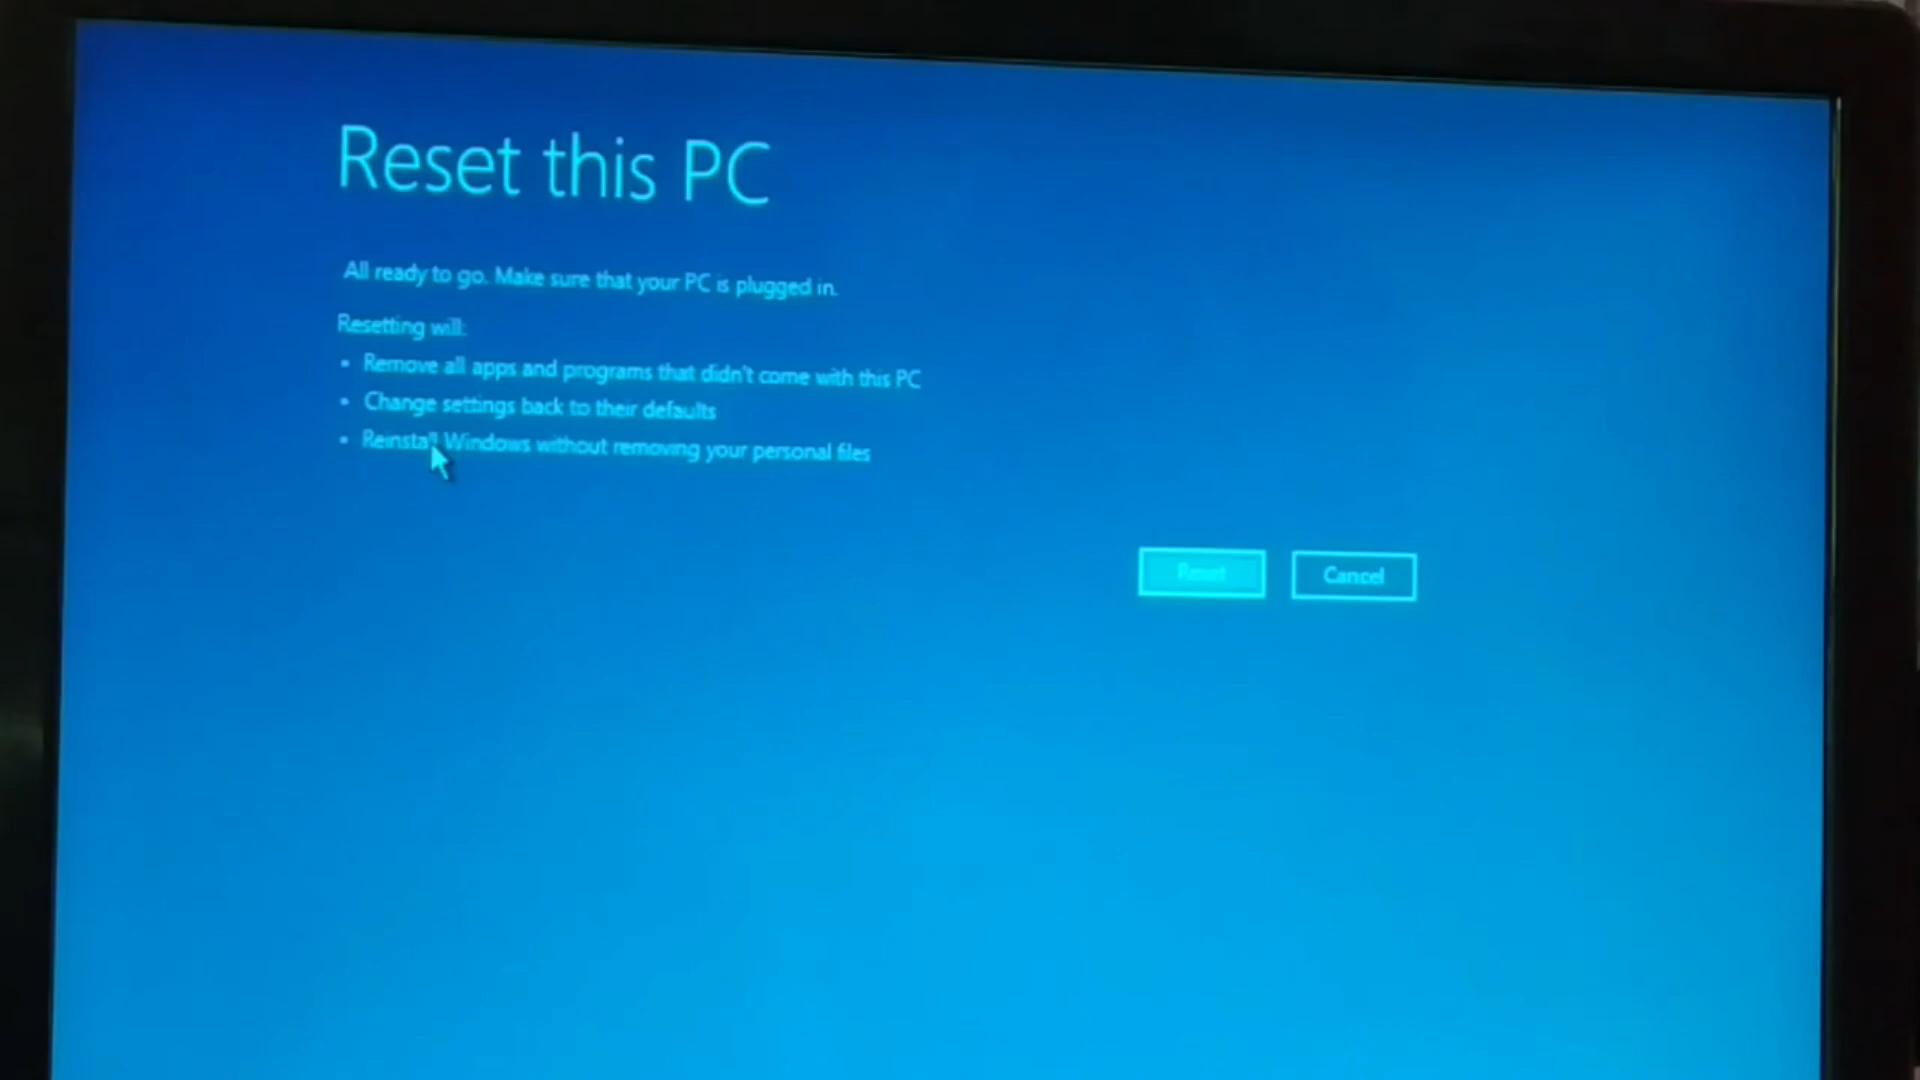 Reset this PC
All ready to go. Make sure that your PC is plugged in.
Resetting will:
• Remove all apps and programs that didn't come with this PC
• Change settings back to their defaults
• Reinstall Windows without removing your personal files
Reset
Cancel